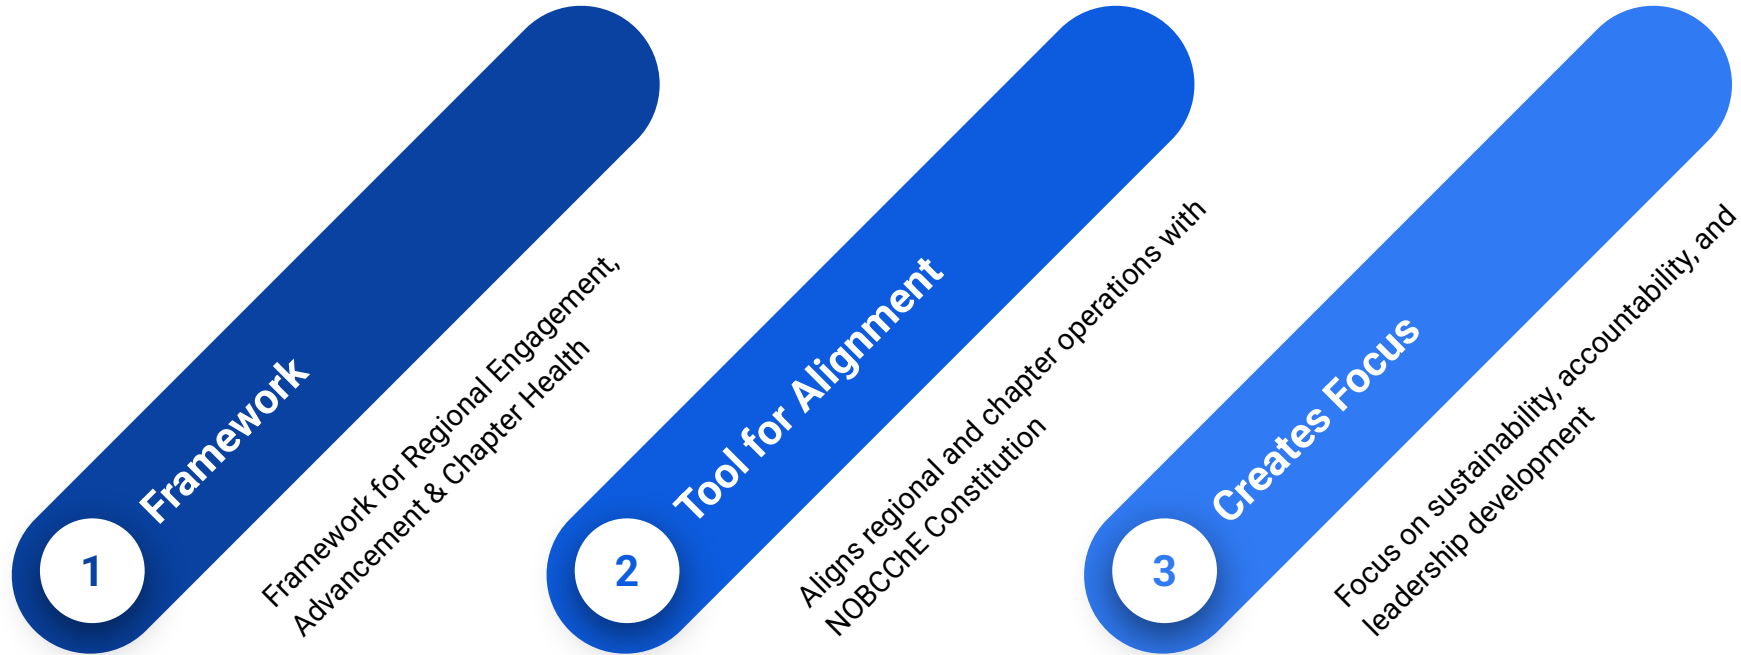 1
Framework
Framework for Regional Engagement,
Advancement & Chapter Health
2
Tool for Alignment
Aligns regional and chapter operations with
NOBCChE Constitution
3
Creates Focus
Focus on sustainability, accountability, and
leadership development